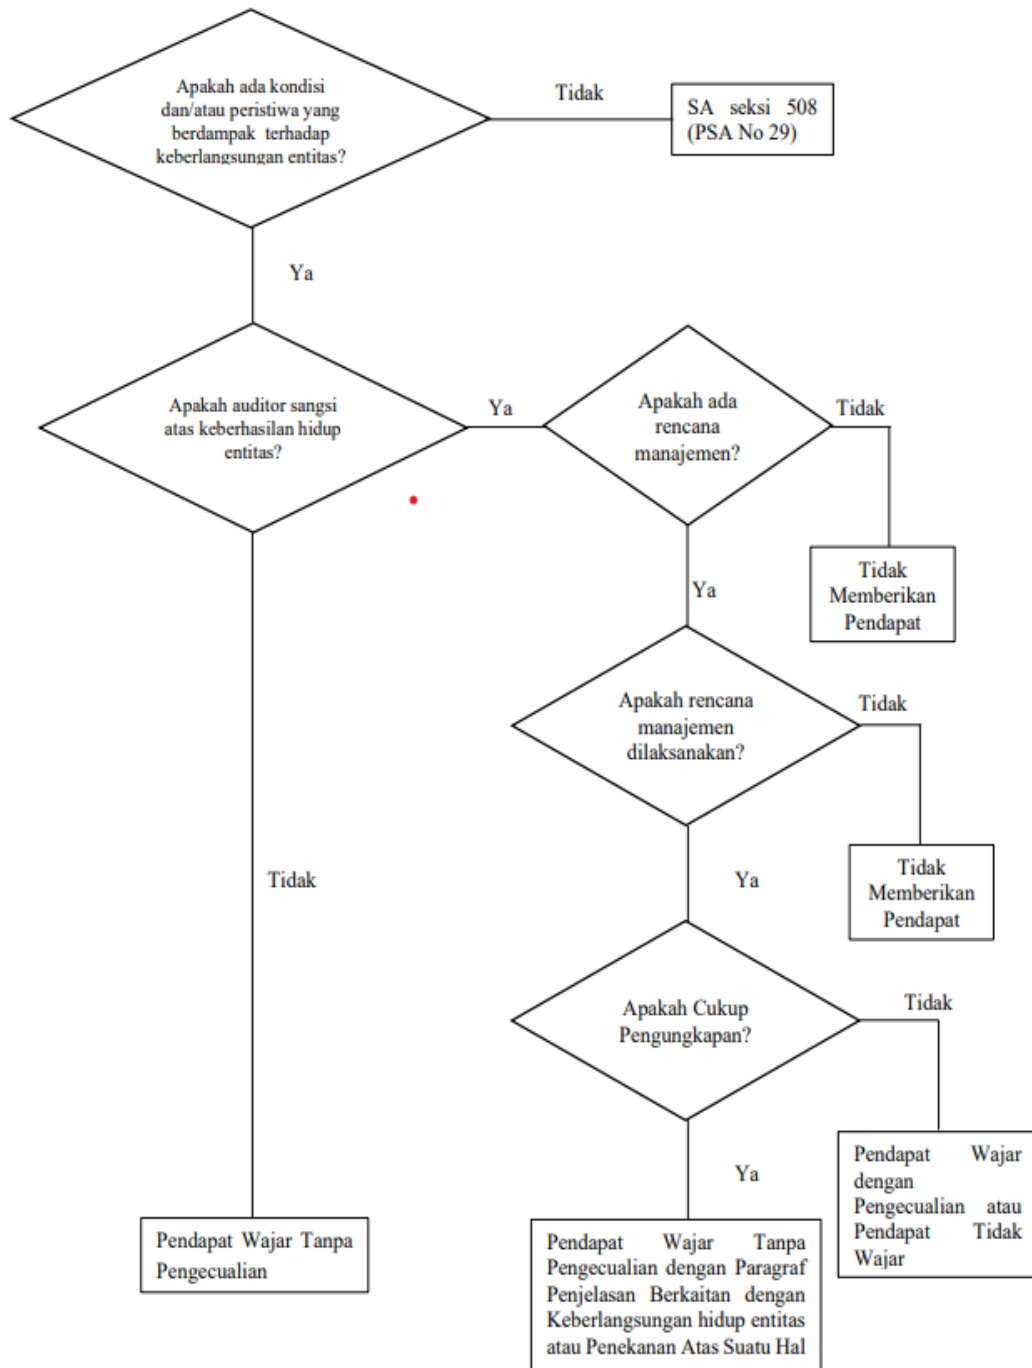 Apakah ada kondisi
dan/atau peristiwa yang
berdampak terhadap
keberlangsungan entitas?
Tidak
SA seksi 508
(PSA No 29)
Ya
Apakah auditor sangsi
atas keberhasilan hidup
entitas?
Ya
Apakah ada
rencana
manajemen?
Tidak
Tidak
Memberikan
Pendapat
Ya
Apakah rencana
manajemen
dilaksanakan?
Tidak
Tidak
Memberikan
Pendapat
Tidak
Ya
Apakah Cukup
Pengungkapan?
Tidak
Pendapat Wajar
dengan
Pengecualian atau
Pendapat Tidak
Wajar
Ya
Pendapat Wajar Tanpa
Pengecualian
Pendapat Wajar Tanpa
Pengecualian dengan Paragraf
Penjelasan Berkaitan dengan
Keberlangsungan hidup entitas
atau Penekanan Atas Suatu Hal